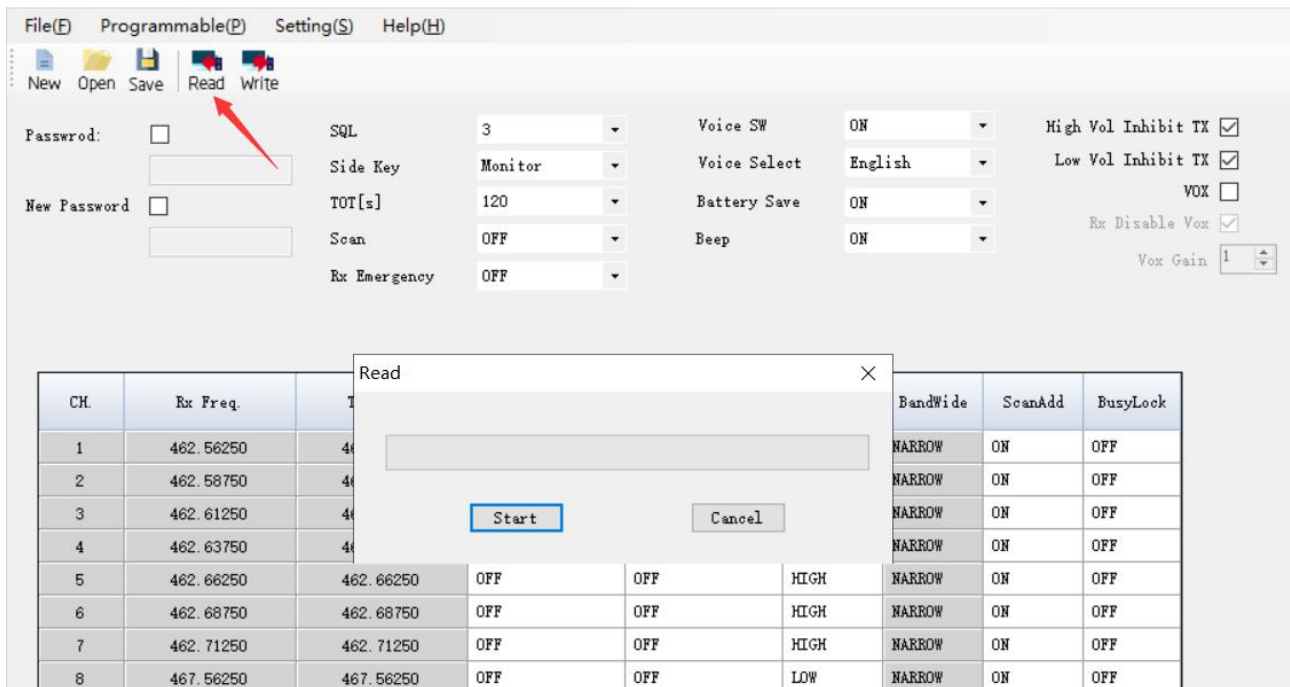 File(F) Programmable(P) Setting(S) Help(H)
New Open Save Read Write
Passwrod:
New Password
SQL 3
Side Key Monitor
TOT[s] 120
Scan OFF
Rx Emergency OFF
Voice SW ON
Voice Select English
Battery Save ON
Beep ON
High Vol Inhibit TX
Low Vol Inhibit TX
VOX
Rx Disable Vox
Vox Gain 1
Read
Start Cancel
CH. Rx Freq. T BandWide ScanAdd BusyLock
1 462.56250 46 NARROW ON OFF
2 462.58750 46 NARROW ON OFF
3 462.61250 46 NARROW ON OFF
4 462.63750 46 NARROW ON OFF
5 462.66250 462.66250 OFF OFF HIGH NARROW ON OFF
6 462.68750 462.68750 OFF OFF HIGH NARROW ON OFF
7 462.71250 462.71250 OFF OFF HIGH NARROW ON OFF
8 467.56250 467.56250 OFF OFF LOW NARROW ON OFF